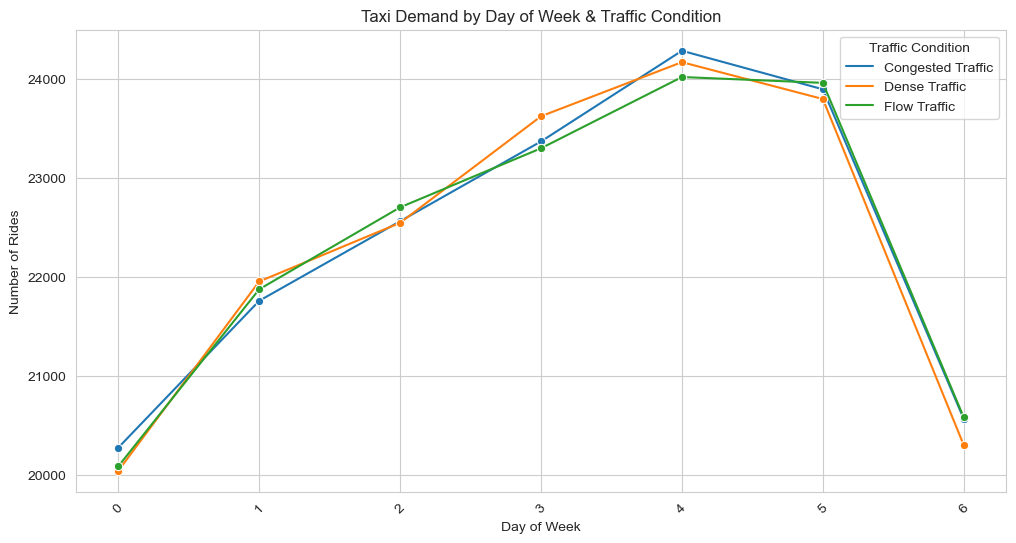 Taxi Demand by Day of Week & Traffic Condition
Traffic Condition
Congested Traffic
Dense Traffic
Flow Traffic
Number of Rides
24000
23000
22000
21000
20000
0
1
2
3
4
5
6
Day of Week